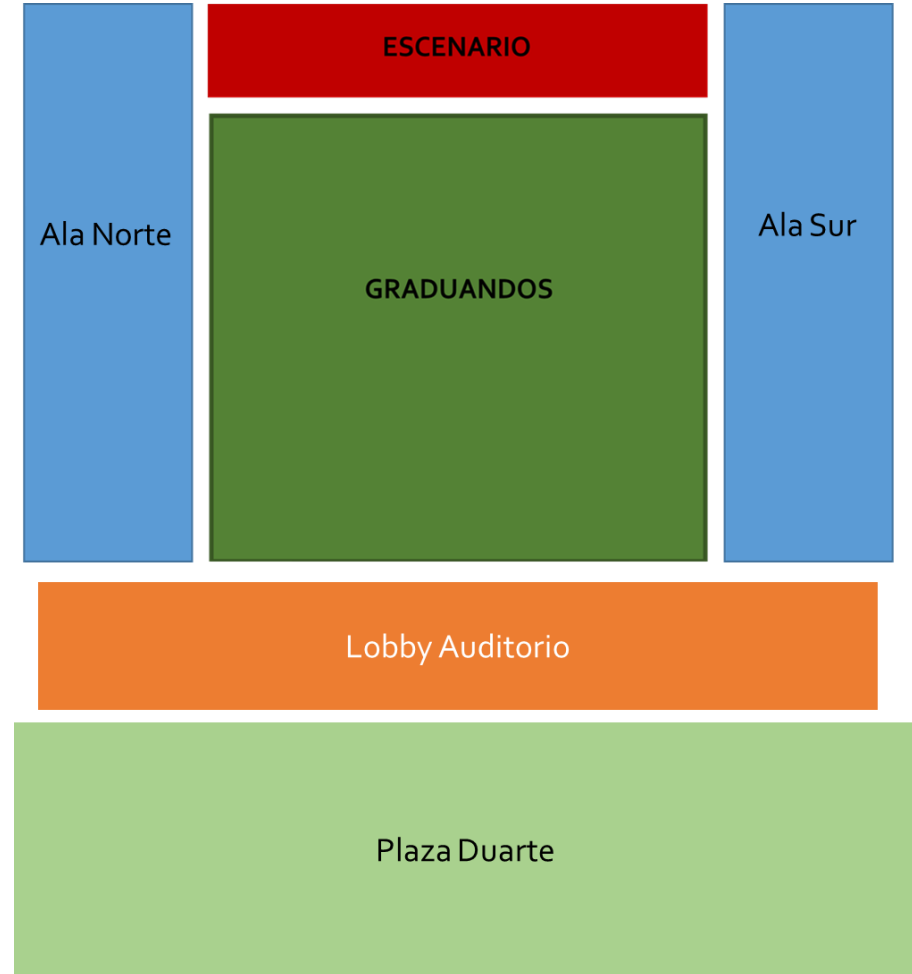 ESCENARIO
Ala Norte
Ala Sur
GRADUANDOS
Lobby Auditorio
Plaza Duarte